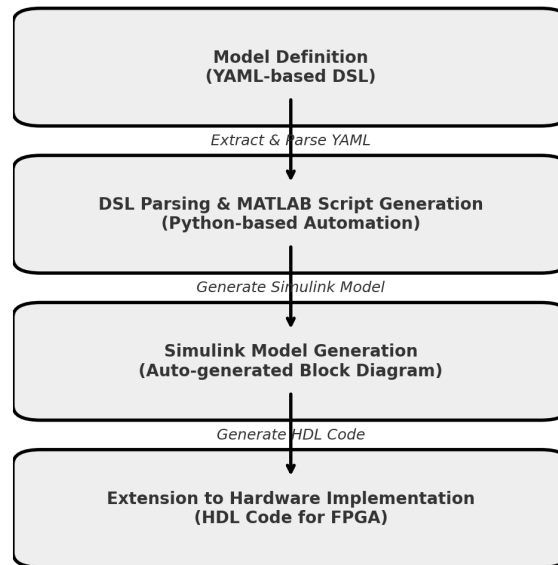 Model Definition
(YAML-based DSL)
Extract & Parse YAML
DSL Parsing & MATLAB Script Generation
(Python-based Automation)
Generate Simulink Model
Simulink Model Generation
(Auto-generated Block Diagram)
Generate HDL Code
Extension to Hardware Implementation
(HDL Code for FPGA)